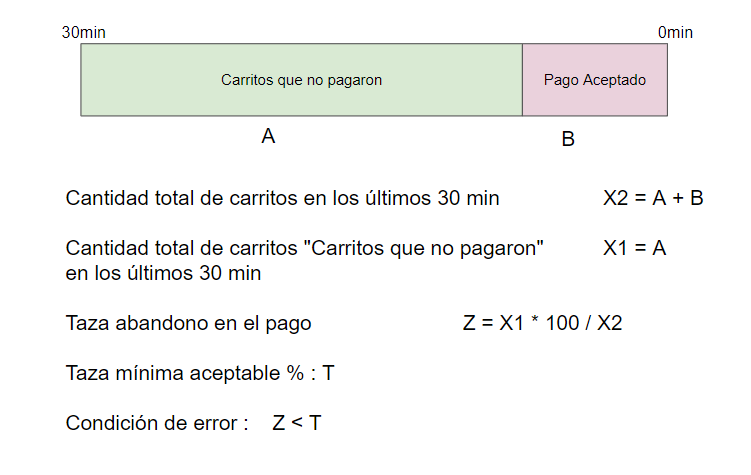 30min 0min
Carritos que no pagaron Pago Aceptado
A B
Cantidad total de carritos en los últimos 30 min X2 = A + B
Cantidad total de carritos "Carritos que no pagaron" X1 = A
en los últimos 30 min
Taza abandono en el pago Z = X1 * 100 / X2
Taza mínima aceptable % : T
Condición de error : Z < T